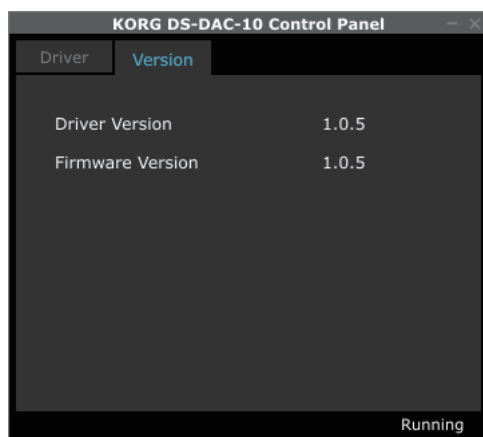 KORG DS-DAC-10 Control Panel
Driver Version
Driver Version 1.0.5
Firmware Version 1.0.5
Running